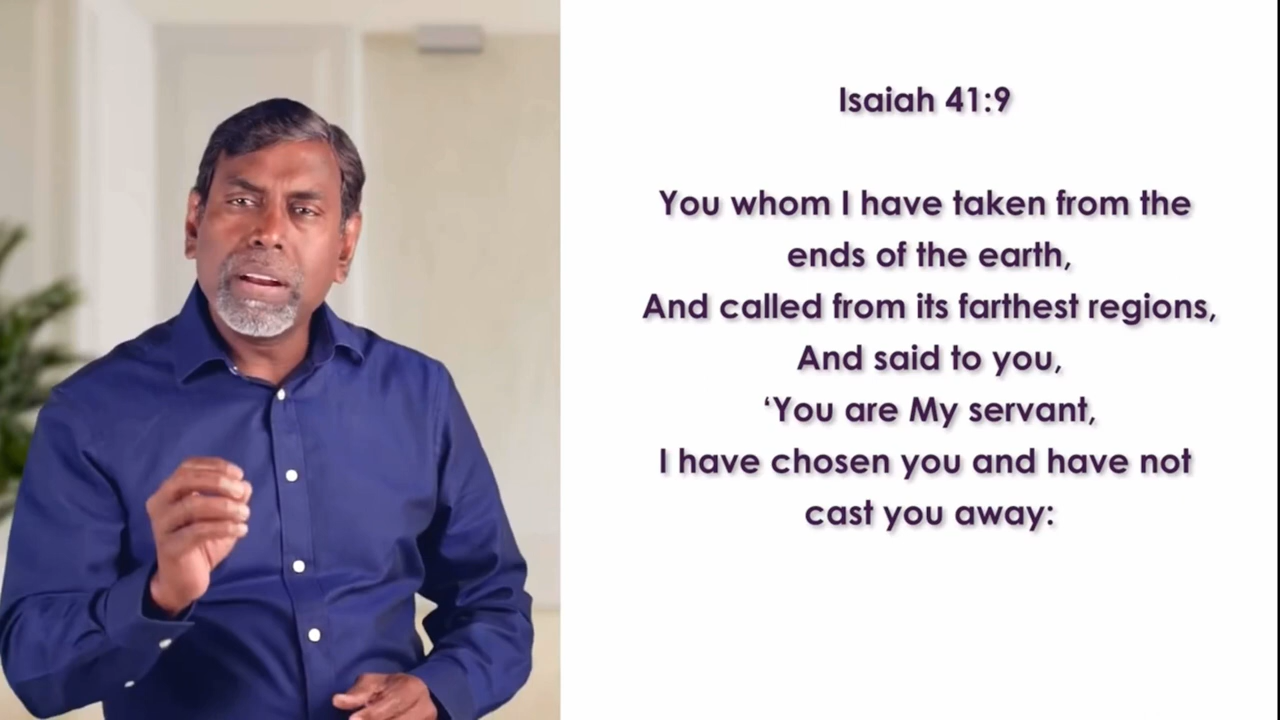 Isaiah 41:9
You whom I have taken from the
ends of the earth,
And called from its farthest regions,
And said to you,
‘You are My servant,
I have chosen you and have not
cast you away: